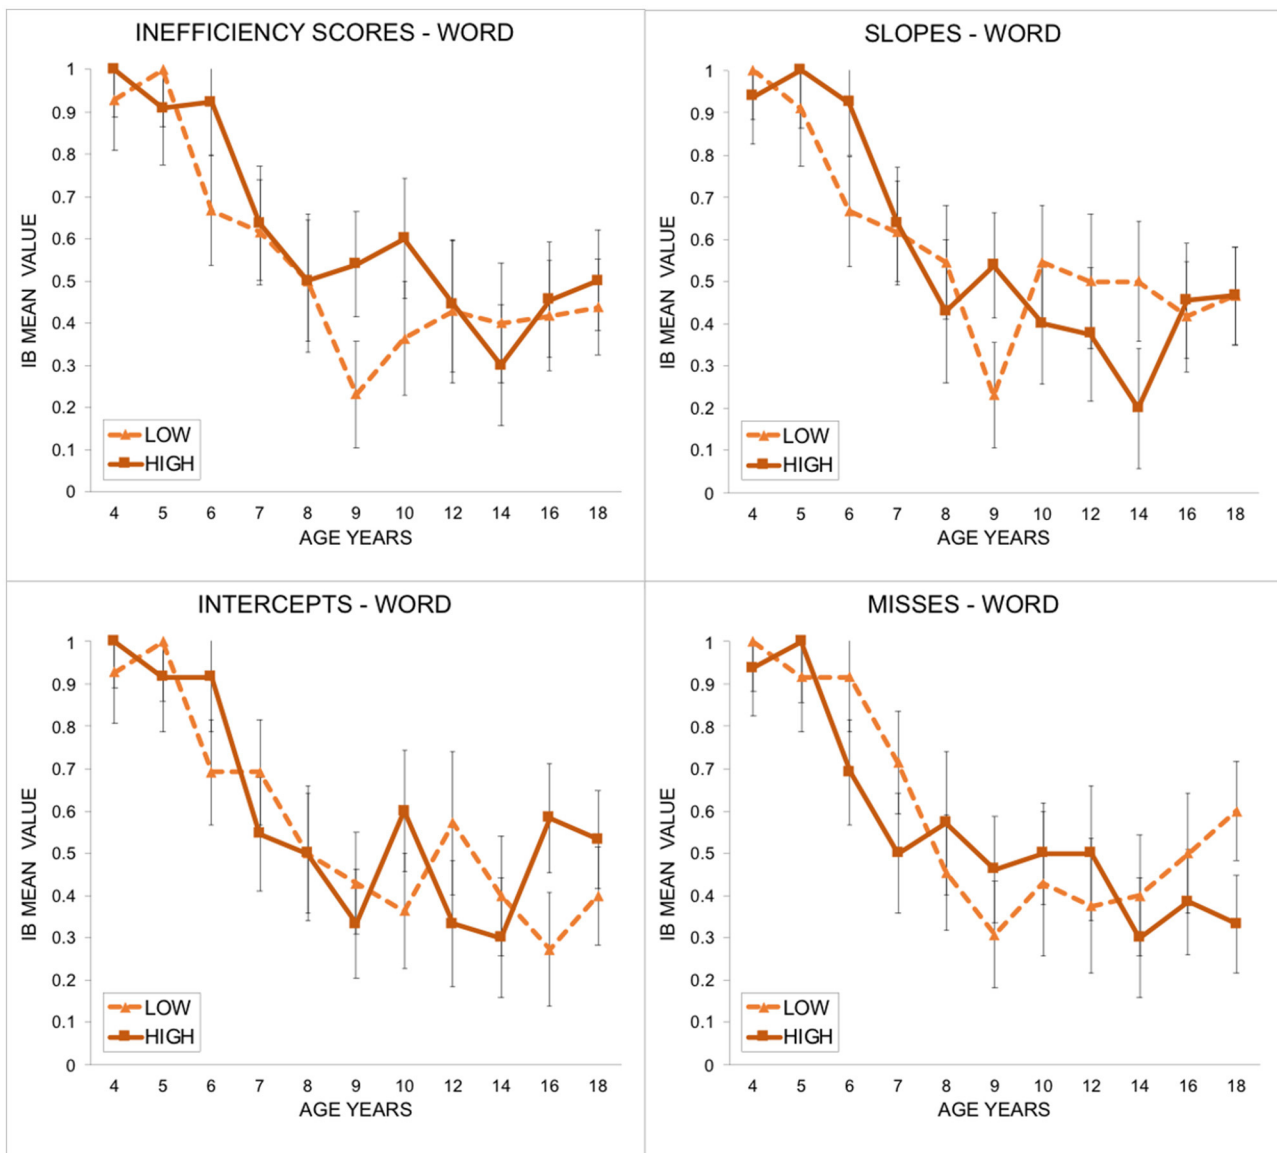 INEFFICIENCY SCORES - WORD
IB MEAN VALUE
1
0.9
0.8
0.7
0.6
0.5
0.4
0.3
0.2
0.1
0
LOW
HIGH
4 5 6 7 8 9 10 12 14 16 18
AGE YEARS
SLOPES - WORD
IB MEAN VALUE
1
0.9
0.8
0.7
0.6
0.5
0.4
0.3
0.2
0.1
0
LOW
HIGH
4 5 6 7 8 9 10 12 14 16 18
AGE YEARS
INTERCEPTS - WORD
IB MEAN VALUE
1
0.9
0.8
0.7
0.6
0.5
0.4
0.3
0.2
0.1
0
LOW
HIGH
4 5 6 7 8 9 10 12 14 16 18
AGE YEARS
MISSES - WORD
IB MEAN VALUE
1
0.9
0.8
0.7
0.6
0.5
0.4
0.3
0.2
0.1
0
LOW
HIGH
4 5 6 7 8 9 10 12 14 16 18
AGE YEARS